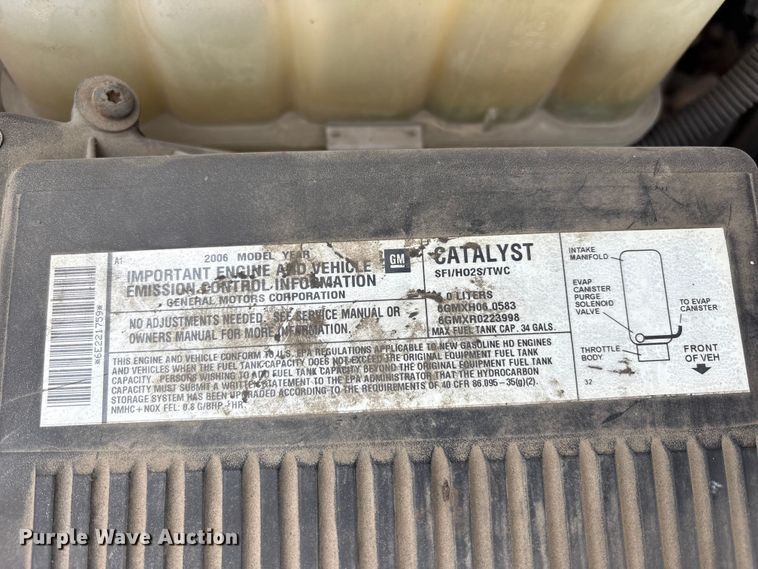 A1
2006 MODEL YEAR
IMPORTANT ENGINE AND VEHICLE
EMISSION CONTROL INFORMATION
GENERAL MOTORS CORPORATION
GM
CATALYST
SFI/HO2S/TWC
NO ADJUSTMENTS NEEDED. SEE SERVICE MANUAL OR
OWNERS MANUAL FOR MORE INFORMATION.
.0 LITERS
6GMXH06.0583
6GMXR0223998
MAX FUEL TANK CAP. 34 GALS.
THIS ENGINE AND VEHICLE CONFORM TO U.S. EPA REGULATIONS APPLICABLE TO NEW GASOLINE HD ENGINES
AND VEHICLES WHEN THE FUEL TANK CAPACITY DOES NOT EXCEED THE ORIGINAL EQUIPMENT FUEL TANK
CAPACITY. PERSONS WISHING TO ADD FUEL TANK CAPACITY BEYOND THE ORIGINAL EQUIPMENT FUEL TANK
CAPACITY MUST SUBMIT A WRITTEN STATEMENT TO THE EPA ADMINISTRATOR THAT THE HYDROCARBON
STORAGE SYSTEM HAS BEEN UPGRADED ACCORDING TO THE REQUIREMENTS OF 40 CFR 86.095-35(g)(2).
NMHC+NOX FEL: 0.8 G/BHP-HR
*6E221759*
INTAKE
MANIFOLD
EVAP
CANISTER
PURGE
SOLENOID
VALVE
TO EVAP
CANISTER
THROTTLE
BODY
FRONT
OF VEH
32
Purple Wave Auction